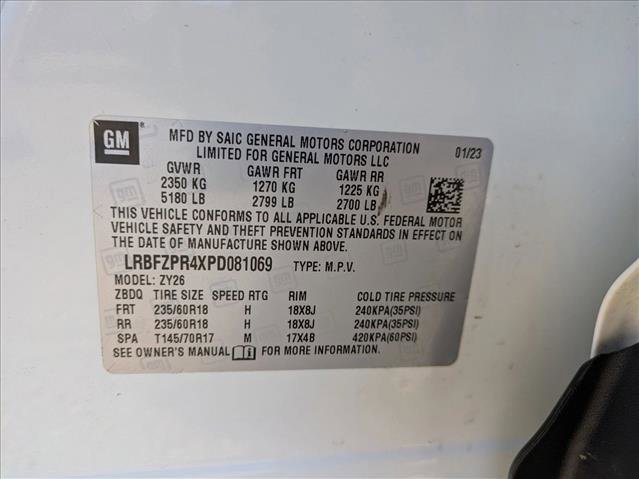 GM ®
MFD BY SAIC GENERAL MOTORS CORPORATION 01/23
LIMITED FOR GENERAL MOTORS LLC
GVWR GAWR FRT GAWR RR
2350 KG 1270 KG 1225 KG
5180 LB 2799 LB 2700 LB
THIS VEHICLE CONFORMS TO ALL APPLICABLE U.S. FEDERAL MOTOR
VEHICLE SAFETY AND THEFT PREVENTION STANDARDS IN EFFECT ON
THE DATE OF MANUFACTURE SHOWN ABOVE.
LRBFZPR4XPD081069 TYPE: M.P.V.
MODEL: ZY26
ZBDQ TIRE SIZE SPEED RTG RIM COLD TIRE PRESSURE
FRT 235/60R18 H 18X8J 240KPA(35PSI)
RR 235/60R18 H 18X8J 240KPA(35PSI)
SPA T145/70R17 M 17X4B 420KPA(60PSI)
SEE OWNER'S MANUAL FOR MORE INFORMATION